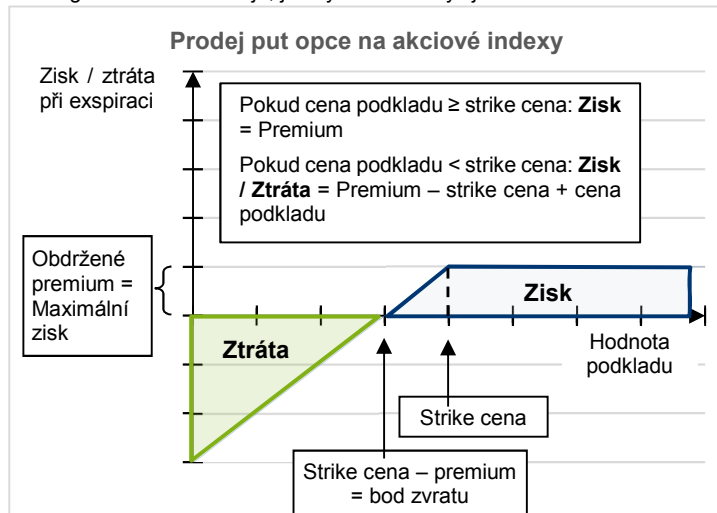 Prodej put opce na akciové indexy
Zisk / ztráta
při exspiraci
Pokud cena podkladu ≥ strike cena: Zisk
= Premium
Pokud cena podkladu < strike cena: Zisk
/ Ztráta = Premium – strike cena + cena
podkladu
Obdržené
premium =
Maximální
zisk
Zisk
Ztráta
Hodnota
podkladu
Strike cena
Strike cena – premium
= bod zvratu